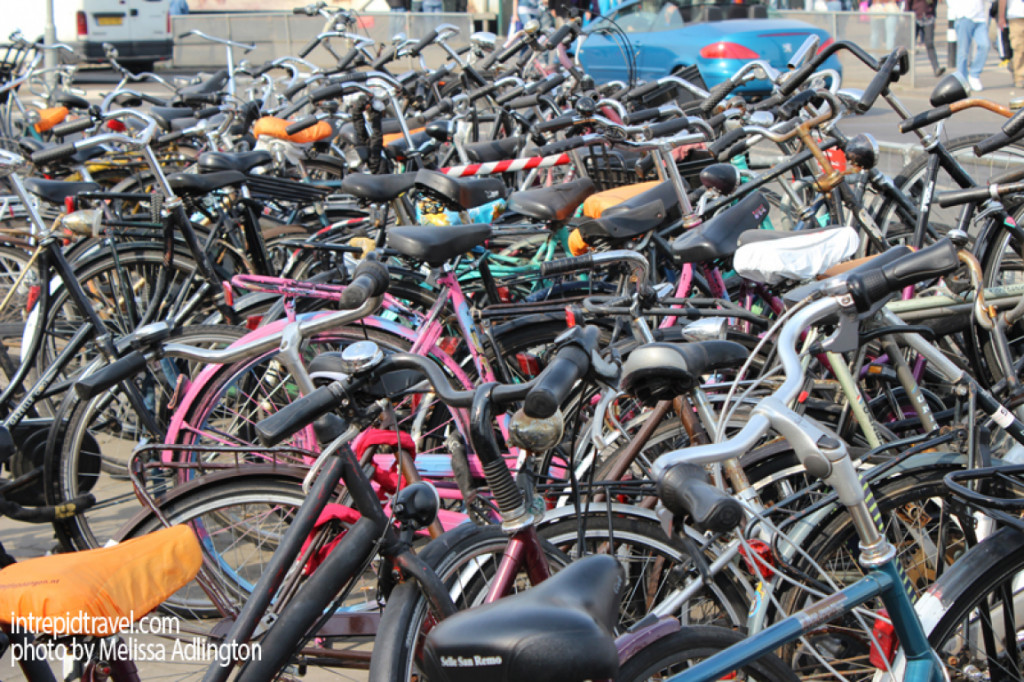 intrepidtravel.com
photo by Melissa Adlington
Selle San Remo